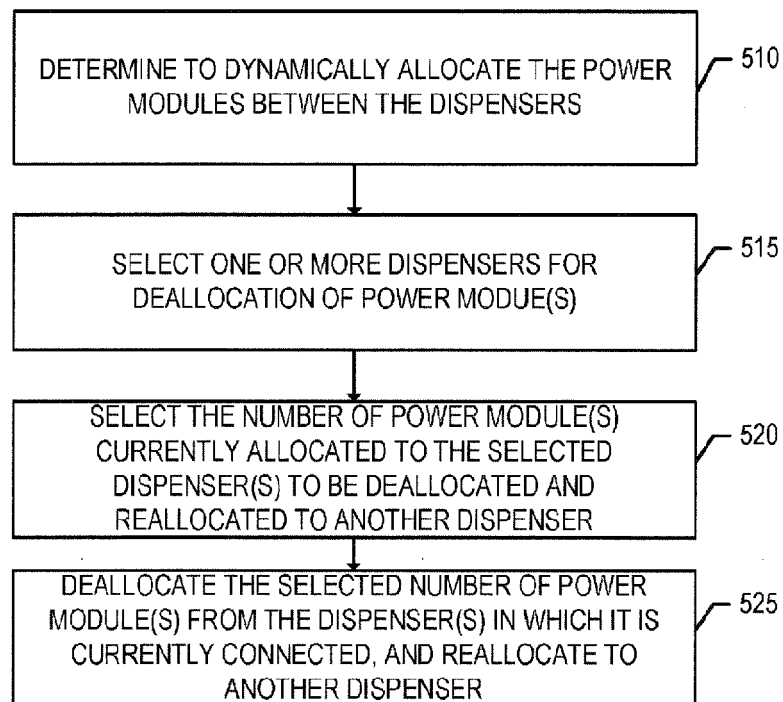 DETERMINE TO DYNAMICALLY ALLOCATE THE POWER
MODULES BETWEEN THE DISPENSERS
510
SELECT ONE OR MORE DISPENSERS FOR
DEALLOCATION OF POWER MODUE(S)
515
SELECT THE NUMBER OF POWER MODULE(S)
CURRENTLY ALLOCATED TO THE SELECTED
DISPENSER(S) TO BE DEALLOCATED AND
REALLOCATED TO ANOTHER DISPENSER
520
DEALLOCATE THE SELECTED NUMBER OF POWER
MODULE(S) FROM THE DISPENSER(S) IN WHICH IT IS
CURRENTLY CONNECTED, AND REALLOCATE TO
ANOTHER DISPENSER
525